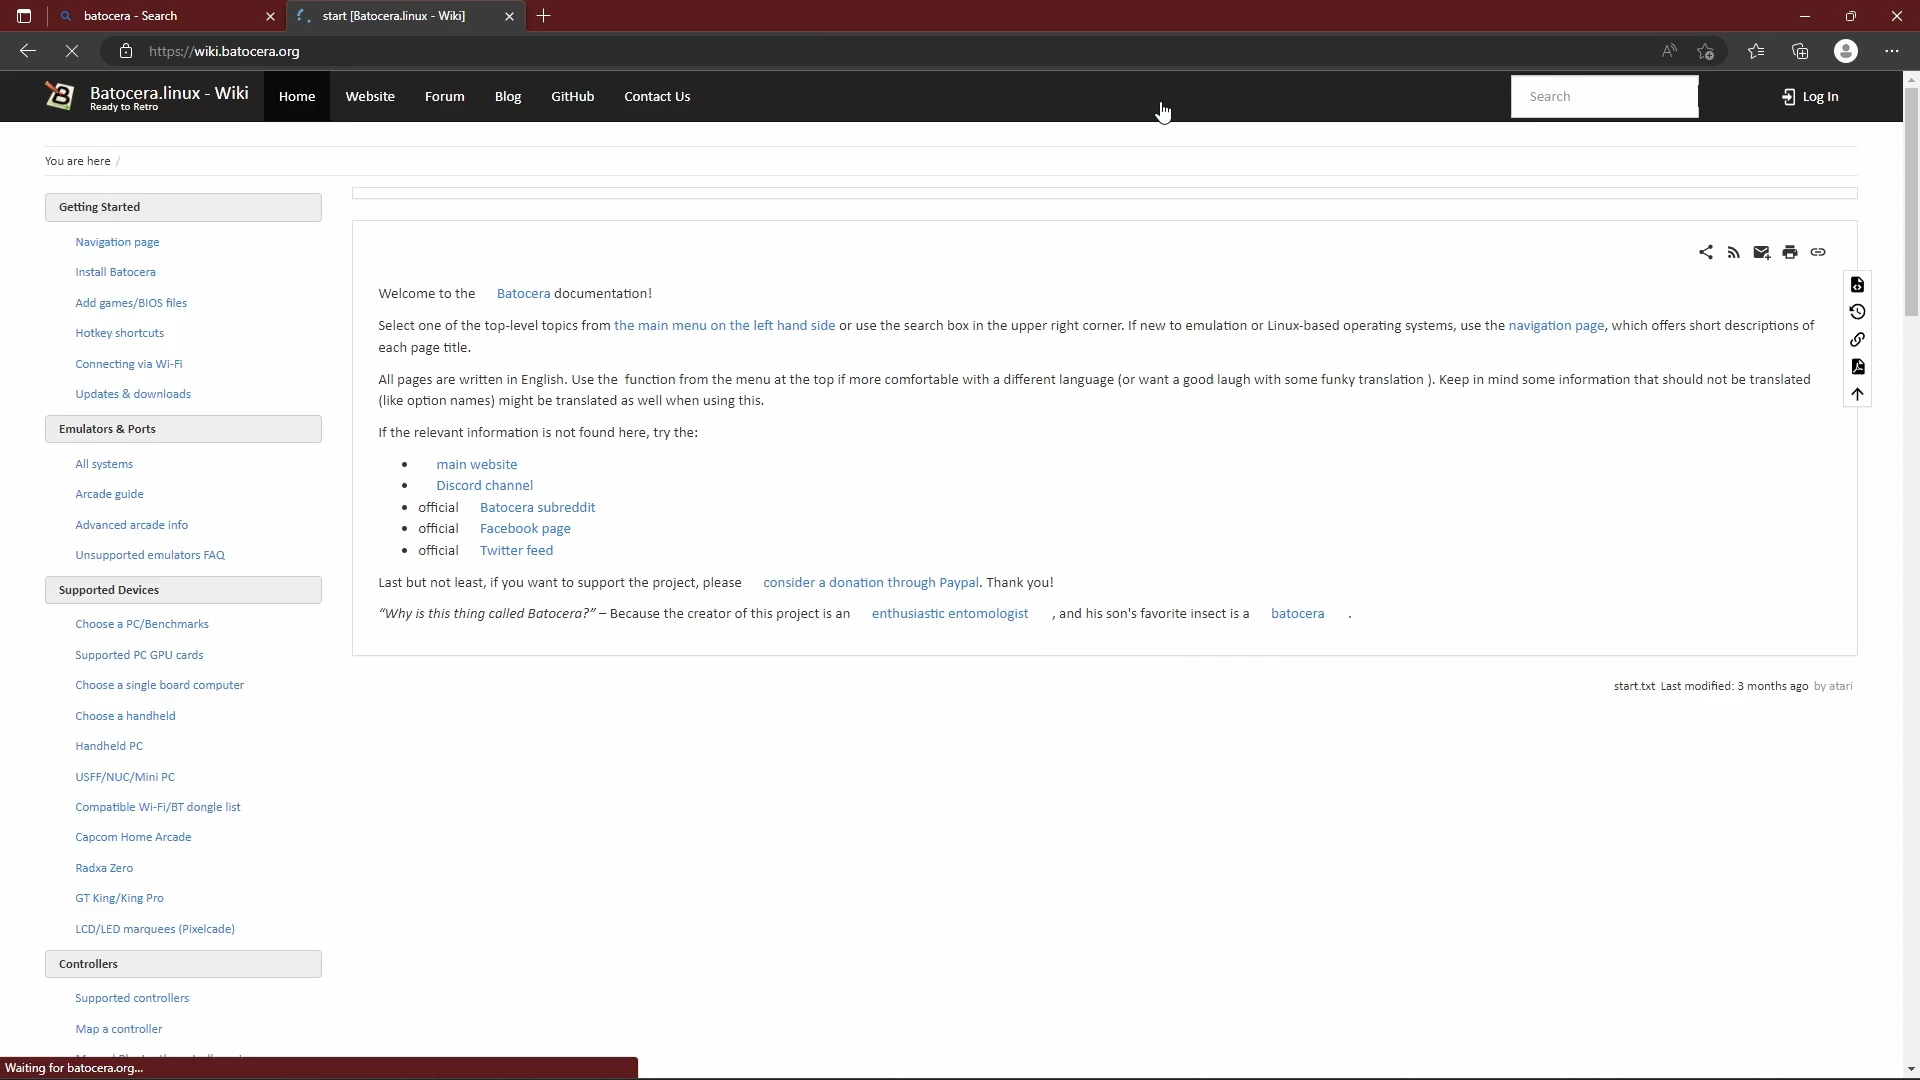 batocera - Search
start [Batocera.linux - Wiki]
https://wiki.batocera.org
Batocera.linux - Wiki
Ready to Retro
Home
Website
Forum
Blog
GitHub
Contact Us
Search
Log In
You are here /
Getting Started
Navigation page
Install Batocera
Add games/BIOS files
Hotkey shortcuts
Connecting via Wi-Fi
Updates & downloads
Emulators & Ports
All systems
Arcade guide
Advanced arcade info
Unsupported emulators FAQ
Supported Devices
Choose a PC/Benchmarks
Supported PC GPU cards
Choose a single board computer
Choose a handheld
Handheld PC
USFF/NUC/Mini PC
Compatible Wi-Fi/BT dongle list
Capcom Home Arcade
Radxa Zero
GT King/King Pro
LCD/LED marquees (Pixelcade)
Controllers
Supported controllers
Map a controller
Welcome to the Batocera documentation!
Select one of the top-level topics from the main menu on the left hand side or use the search box in the upper right corner. If new to emulation or Linux-based operating systems, use the navigation page, which offers short descriptions of
each page title.
All pages are written in English. Use the function from the menu at the top if more comfortable with a different language (or want a good laugh with some funky translation ). Keep in mind some information that should not be translated
(like option names) might be translated as well when using this.
If the relevant information is not found here, try the:
• main website
• Discord channel
• official Batocera subreddit
• official Facebook page
• official Twitter feed
Last but not least, if you want to support the project, please consider a donation through Paypal. Thank you!
“Why is this thing called Batocera?” – Because the creator of this project is an enthusiastic entomologist , and his son's favorite insect is a batocera .
start.txt Last modified: 3 months ago by atari
Waiting for batocera.org...